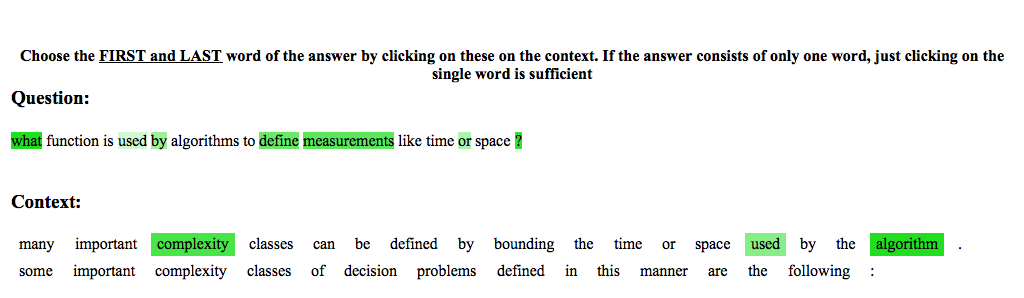 Choose the FIRST and LAST word of the answer by clicking on these on the context. If the answer consists of only one word, just clicking on the
single word is sufficient
Question:
what function is used by algorithms to define measurements like time or space ?
Context:
many important complexity classes can be defined by bounding the time or space used by the algorithm .
some important complexity classes of decision problems defined in this manner are the following :